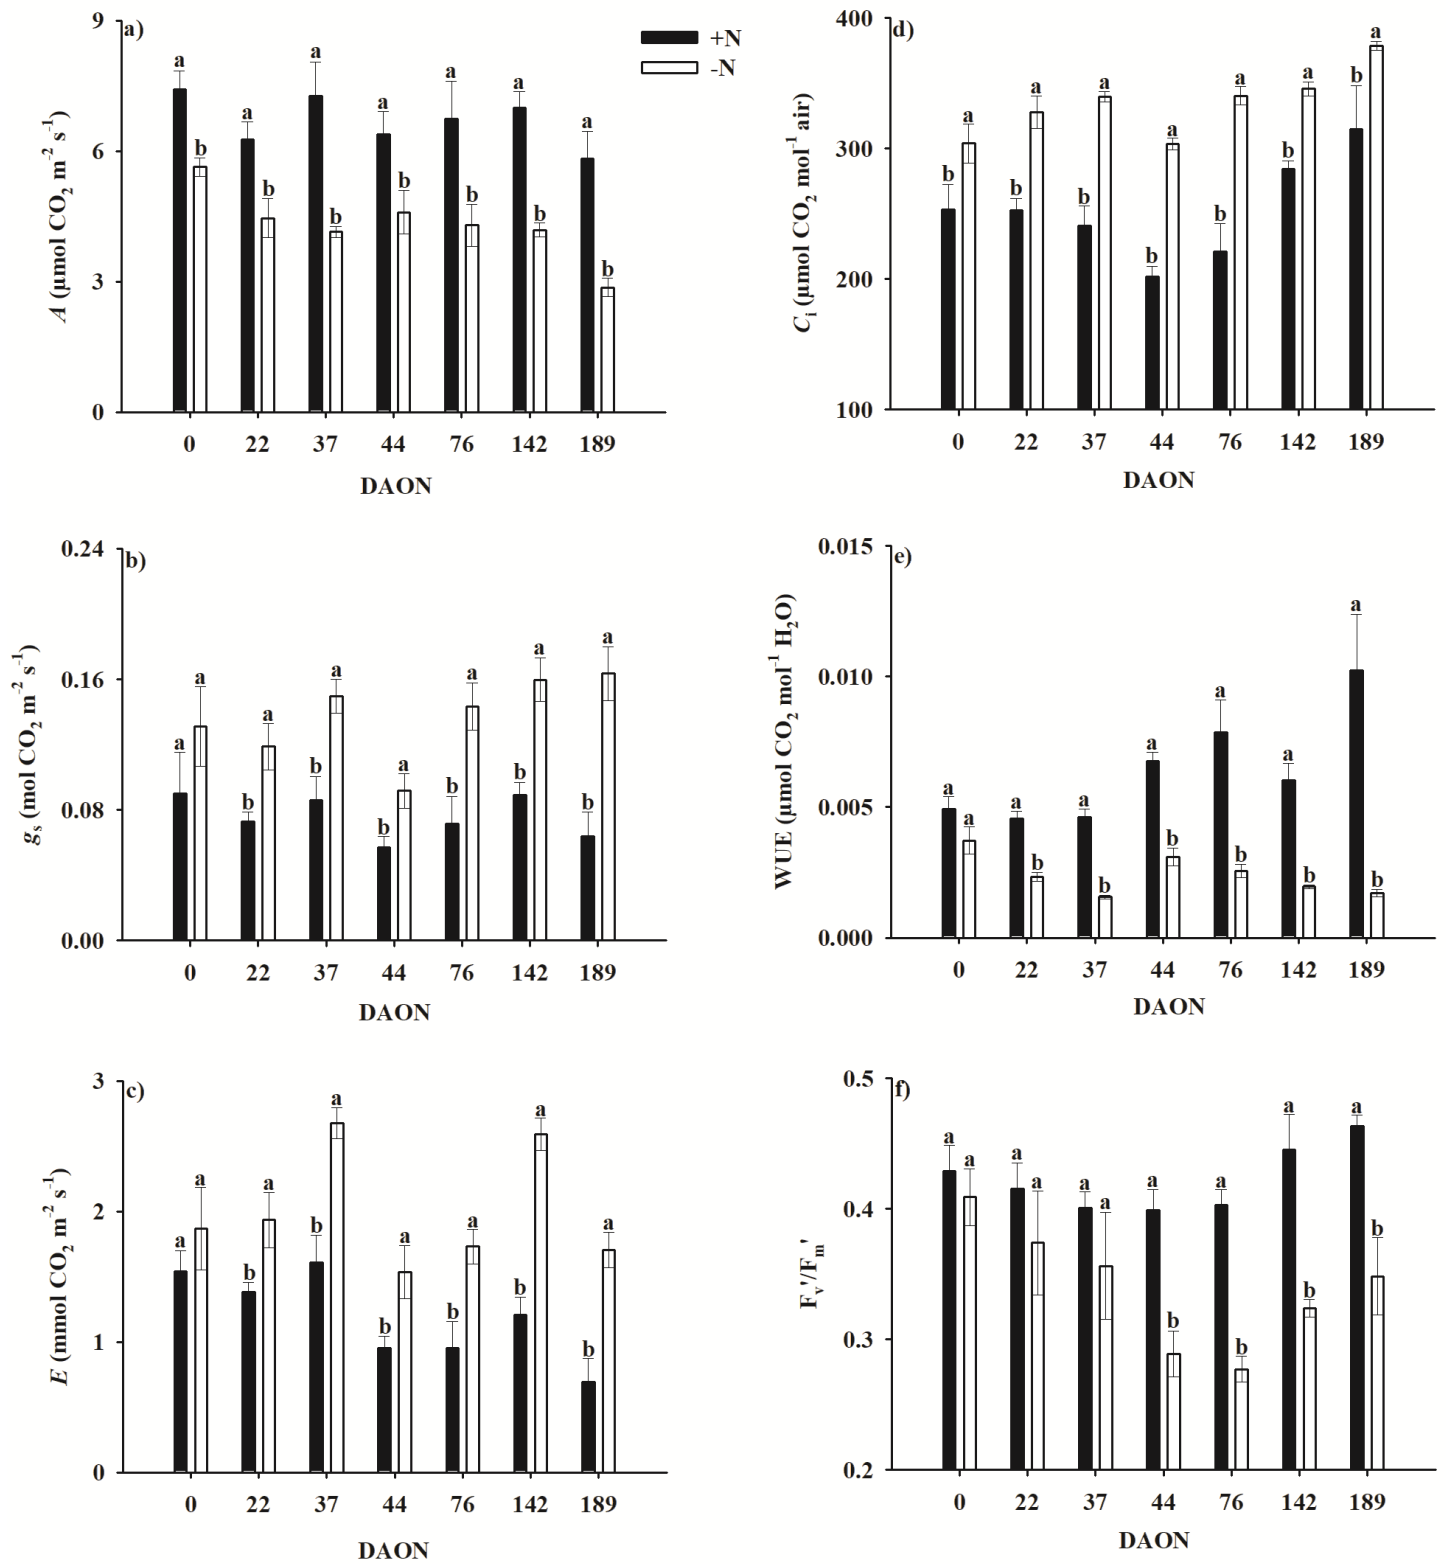 a)
+N
-N
9
6
3
0
a a a a a a a
b b b b b b b
A (µmol CO₂ m⁻² s⁻¹)
0 22 37 44 76 142 189
DAON
d)
400
300
200
100
a a a a a a a
b b b b b b b
Cᵢ (µmol CO₂ mol⁻¹ air)
0 22 37 44 76 142 189
DAON
b)
0.24
0.16
0.08
0.00
a a a a a a a
a b b b b b b
gₛ (mol CO₂ m⁻² s⁻¹)
0 22 37 44 76 142 189
DAON
e)
0.015
0.010
0.005
0.000
a a a a a a a
a b b b b b b
WUE (µmol CO₂ mol⁻¹ H₂O)
0 22 37 44 76 142 189
DAON
c)
3
2
1
0
a a a a a a a
a b b b b b b
E (mmol CO₂ m⁻² s⁻¹)
0 22 37 44 76 142 189
DAON
f)
0.5
0.4
0.3
0.2
a a a a a a a
a a a b b b b
Fᵥ'/Fₘ'
0 22 37 44 76 142 189
DAON